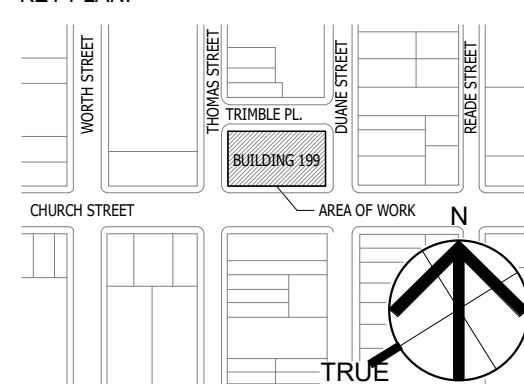 KEY PLAN:
WORTH STREET
THOMAS STREET
DUANE STREET
READE STREET
TRIMBLE PL.
BUILDING 199
CHURCH STREET
AREA OF WORK
N
TRUE